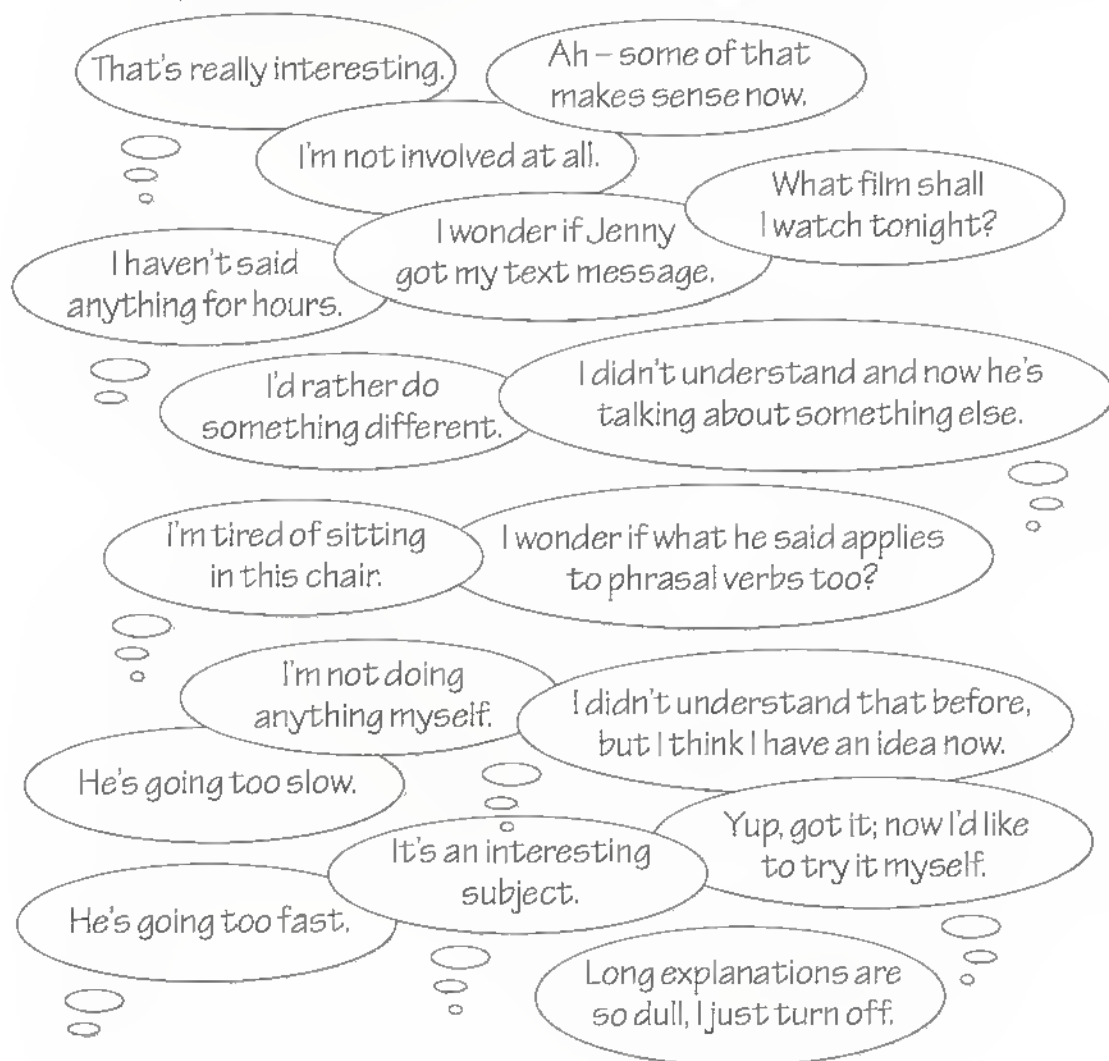 That's really interesting.
Ah – some of that
makes sense now.
I'm not involved at all.
What film shall
I watch tonight?
I wonder if Jenny
got my text message.
I haven't said
anything for hours.
I'd rather do
something different.
I didn't understand and now he's
talking about something else.
I'm tired of sitting
in this chair.
I wonder if what he said applies
to phrasal verbs too?
I'm not doing
anything myself.
I didn't understand that before,
but I think I have an idea now.
He's going too slow.
Yup, got it; now I'd like
to try it myself.
It's an interesting
subject.
He's going too fast.
Long explanations are
so dull, I just turn off.